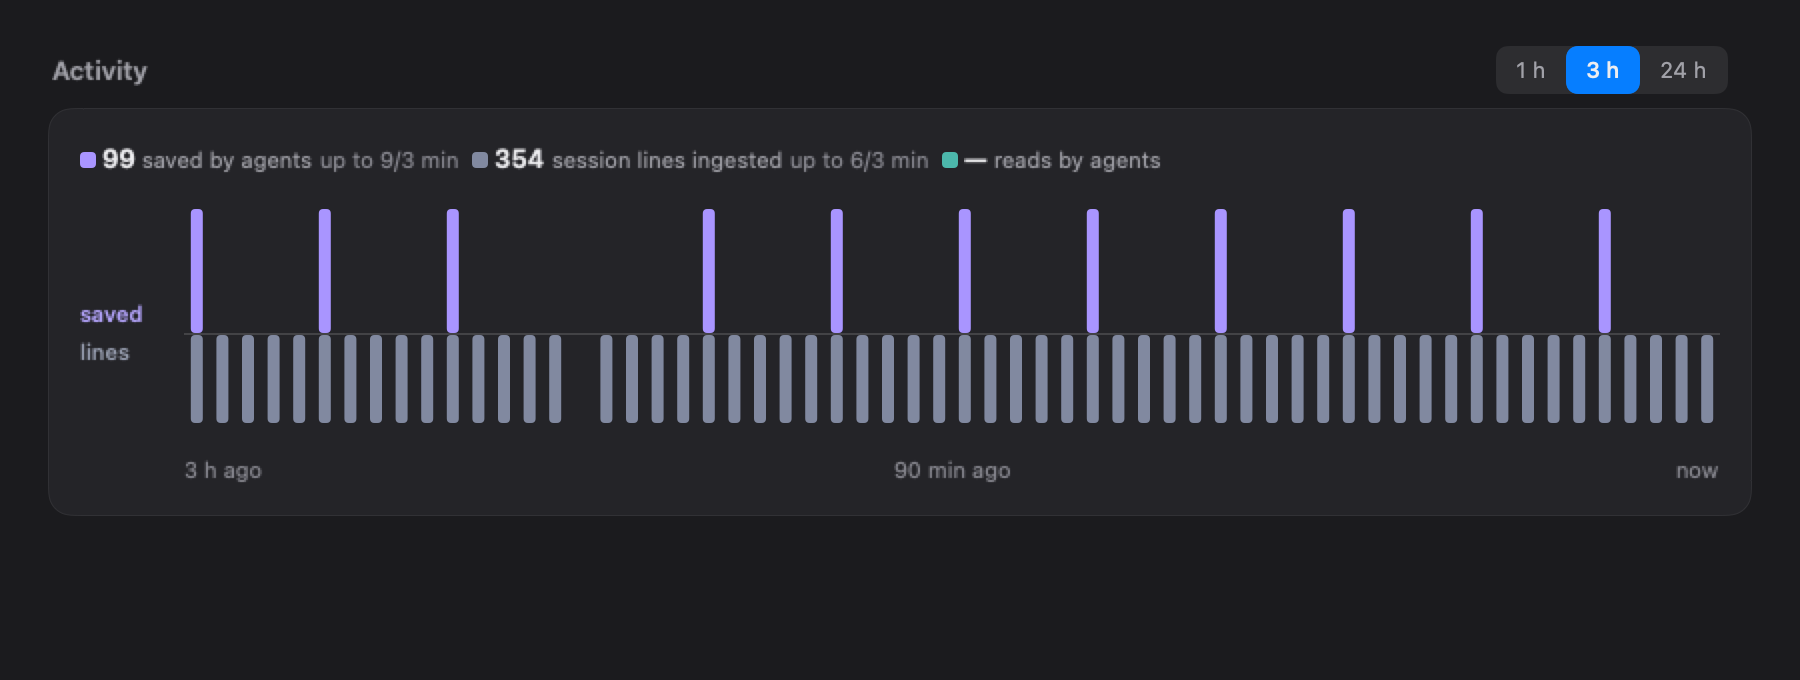 Activity
1 h 3 h 24 h
99 saved by agents up to 9/3 min 354 session lines ingested up to 6/3 min — reads by agents
saved
lines
3 h ago 90 min ago now